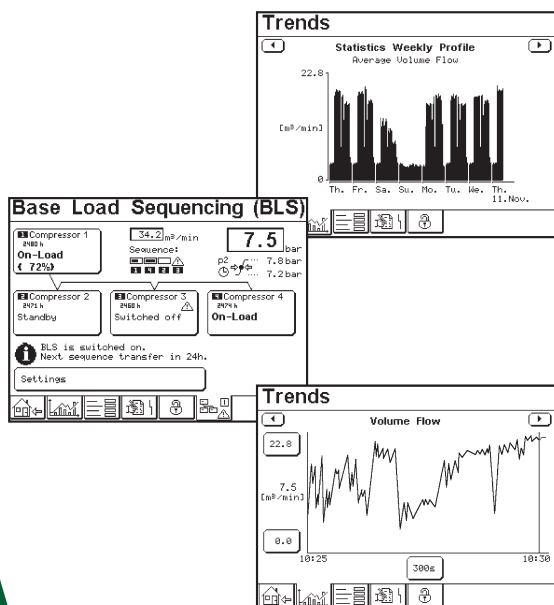 Trends
Statistics Weekly Profile
Average Volume Flow
22.8
[m³/min]
0
Th. Fr. Sa. Su. Mo. Tu. We. Th.
11.Nov.
Base Load Sequencing (BLS)
1 Compressor 1
2480 h
On-Load
( 72%)
34.2 m³/min
Sequence:
1 4 2 3
7.5 bar
p2
7.8 bar
7.2 bar
2 Compressor 2
2471 h
Standby
3 Compressor 3
2460 h
Switched off
4 Compressor 4
2474 h
On-Load
BLS is switched on.
Next sequence transfer in 24h.
Settings
Trends
Volume Flow
22.8
7.5
[m³/min]
0.0
10:25
10:30
300s